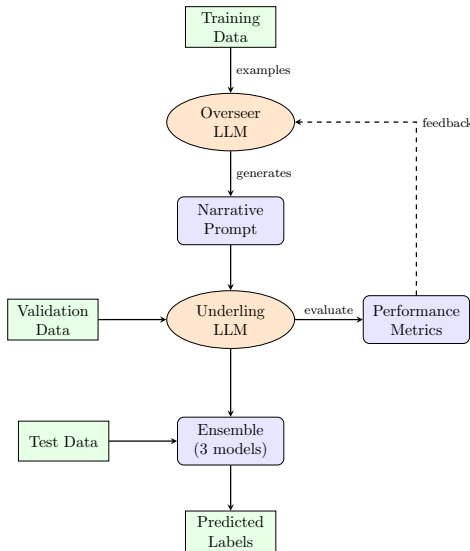 Training
Data
examples
Overseer
LLM
feedback
generates
Narrative
Prompt
Validation
Data
Underling
LLM
evaluate
Performance
Metrics
Test Data
Ensemble
(3 models)
Predicted
Labels